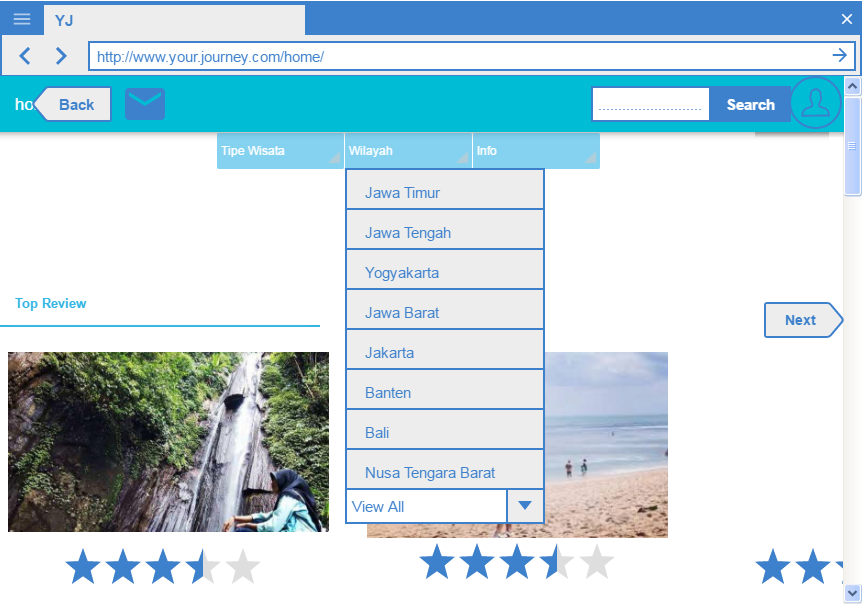 YJ
http://www.your.journey.com/home/
ho
Back
Search
Tipe Wisata
Wilayah
Info
Jawa Timur
Jawa Tengah
Yogyakarta
Jawa Barat
Jakarta
Banten
Bali
Nusa Tengara Barat
View All
Top Review
Next